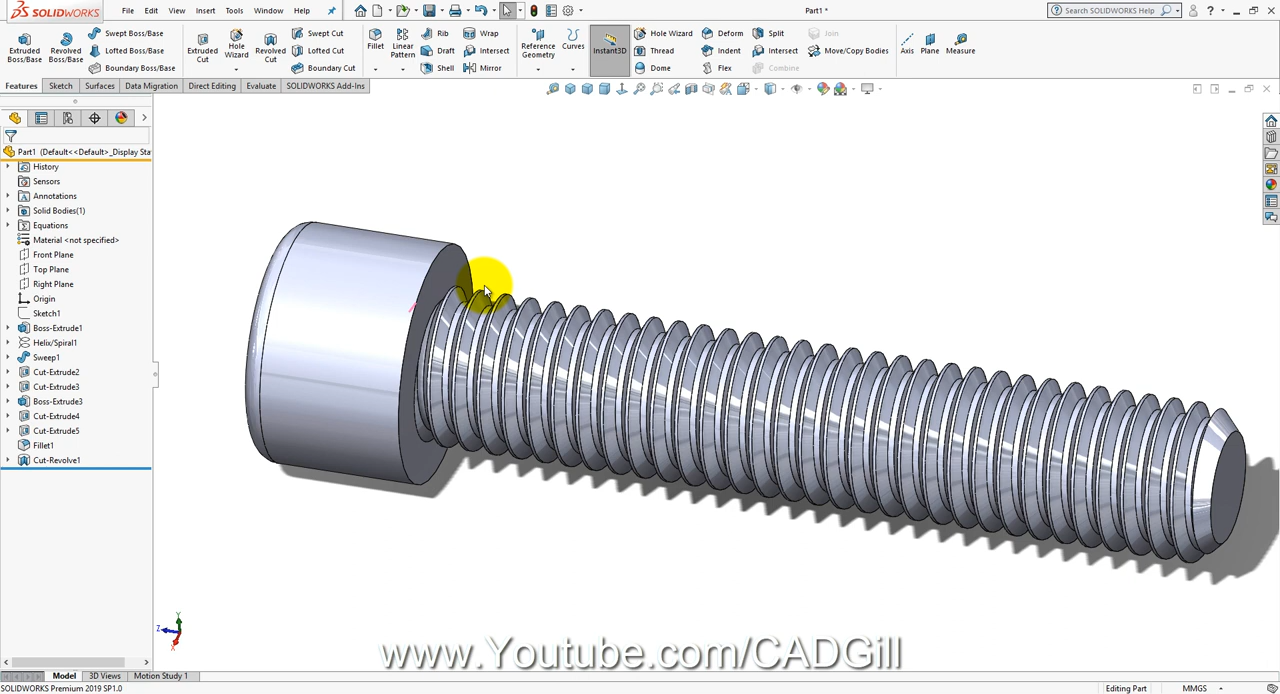 SOLIDWORKS
File Edit View Insert Tools Window Help
Part1 *
Search SOLIDWORKS Help
Extruded Boss/Base
Revolved Boss/Base
Swept Boss/Base
Lofted Boss/Base
Boundary Boss/Base
Extruded Cut
Hole Wizard
Revolved Cut
Swept Cut
Lofted Cut
Boundary Cut
Fillet
Linear Pattern
Rib
Draft
Shell
Wrap
Intersect
Mirror
Reference Geometry
Curves
Instant3D
Hole Wizard
Thread
Dome
Deform
Indent
Flex
Split
Intersect
Combine
Join
Move/Copy Bodies
Axis
Plane
Measure
Features Sketch Surfaces Data Migration Direct Editing Evaluate SOLIDWORKS Add-Ins
Part1 (Default<<Default>_Display Sta
History
Sensors
Annotations
Solid Bodies(1)
Equations
Material <not specified>
Front Plane
Top Plane
Right Plane
Origin
Sketch1
Boss-Extrude1
Helix/Spiral1
Sweep1
Cut-Extrude2
Cut-Extrude3
Boss-Extrude3
Cut-Extrude4
Cut-Extrude5
Fillet1
Cut-Revolve1
Y
Z
X
www.Youtube.com/CADGill
Model 3D Views Motion Study 1
SOLIDWORKS Premium 2019 SP1.0
Editing Part
MMGS